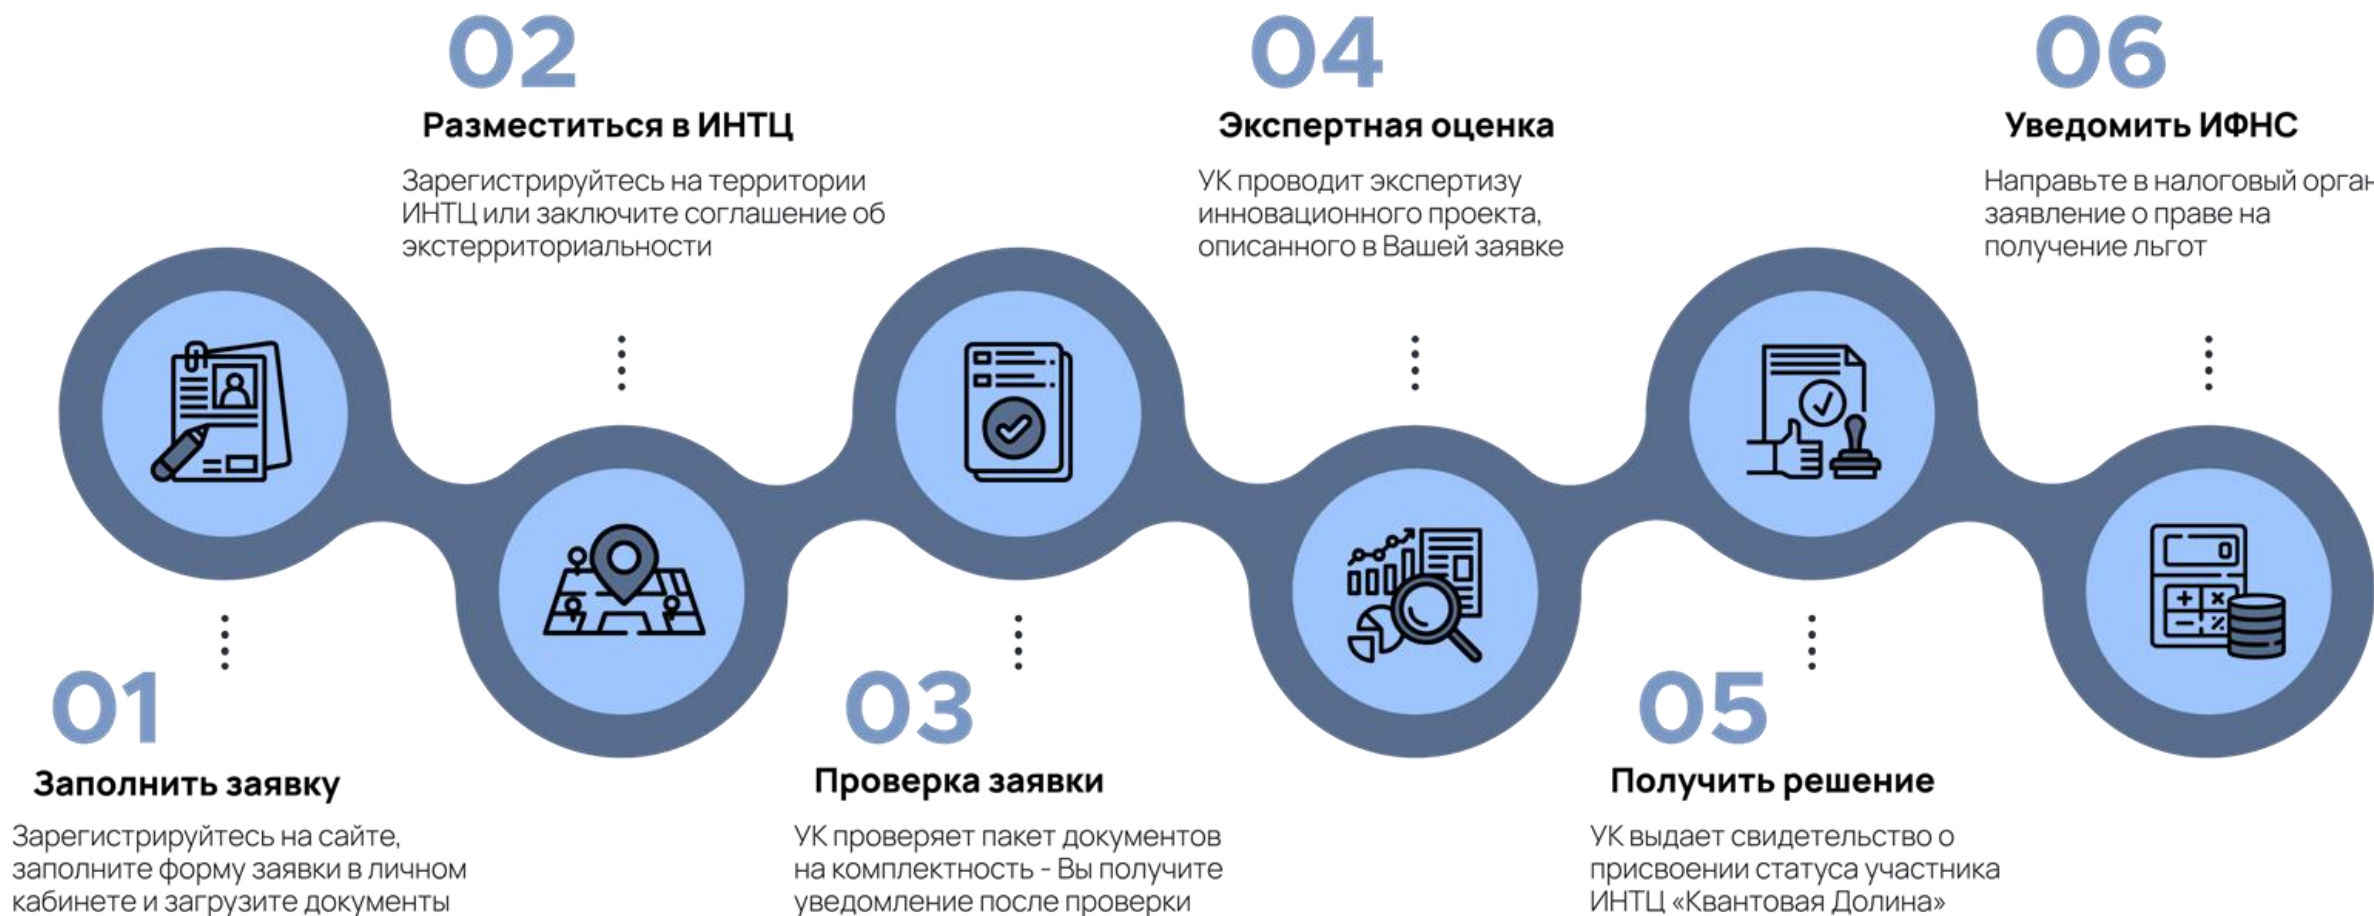 01
Заполнить заявку
Зарегистрируйтесь на сайте,
заполните форму заявки в личном
кабинете и загрузите документы
02
Разместиться в ИНТЦ
Зарегистрируйтесь на территории
ИНТЦ или заключите соглашение об
экстерриториальности
03
Проверка заявки
УК проверяет пакет документов
на комплектность - Вы получите
уведомление после проверки
04
Экспертная оценка
УК проводит экспертизу
инновационного проекта,
описанного в Вашей заявке
05
Получить решение
УК выдает свидетельство о
присвоении статуса участника
ИНТЦ «Квантовая Долина»
06
Уведомить ИФНС
Направьте в налоговый орган
заявление о праве на
получение льгот